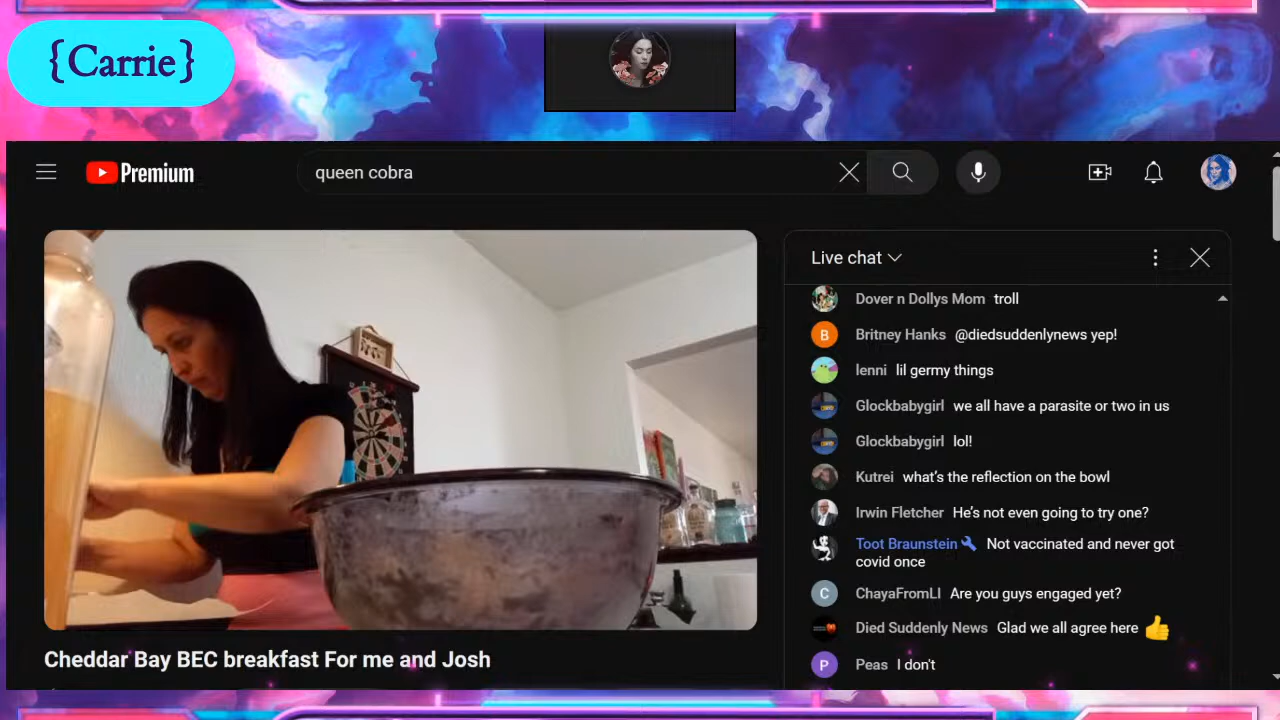 {Carrie}
Premium
queen cobra
Live chat
Dover n Dollys Mom troll
B
Britney Hanks @diedsuddenlynews yep!
lenni lil germy things
Glockbabygirl we all have a parasite or two in us
Glockbabygirl lol!
Kutrei what's the reflection on the bowl
Irwin Fletcher He's not even going to try one?
Toot Braunstein Not vaccinated and never got
covid once
C
ChayaFromLI Are you guys engaged yet?
Died Suddenly News Glad we all agree here 👍
P
Peas I don't
Cheddar Bay BEC breakfast For me and Josh